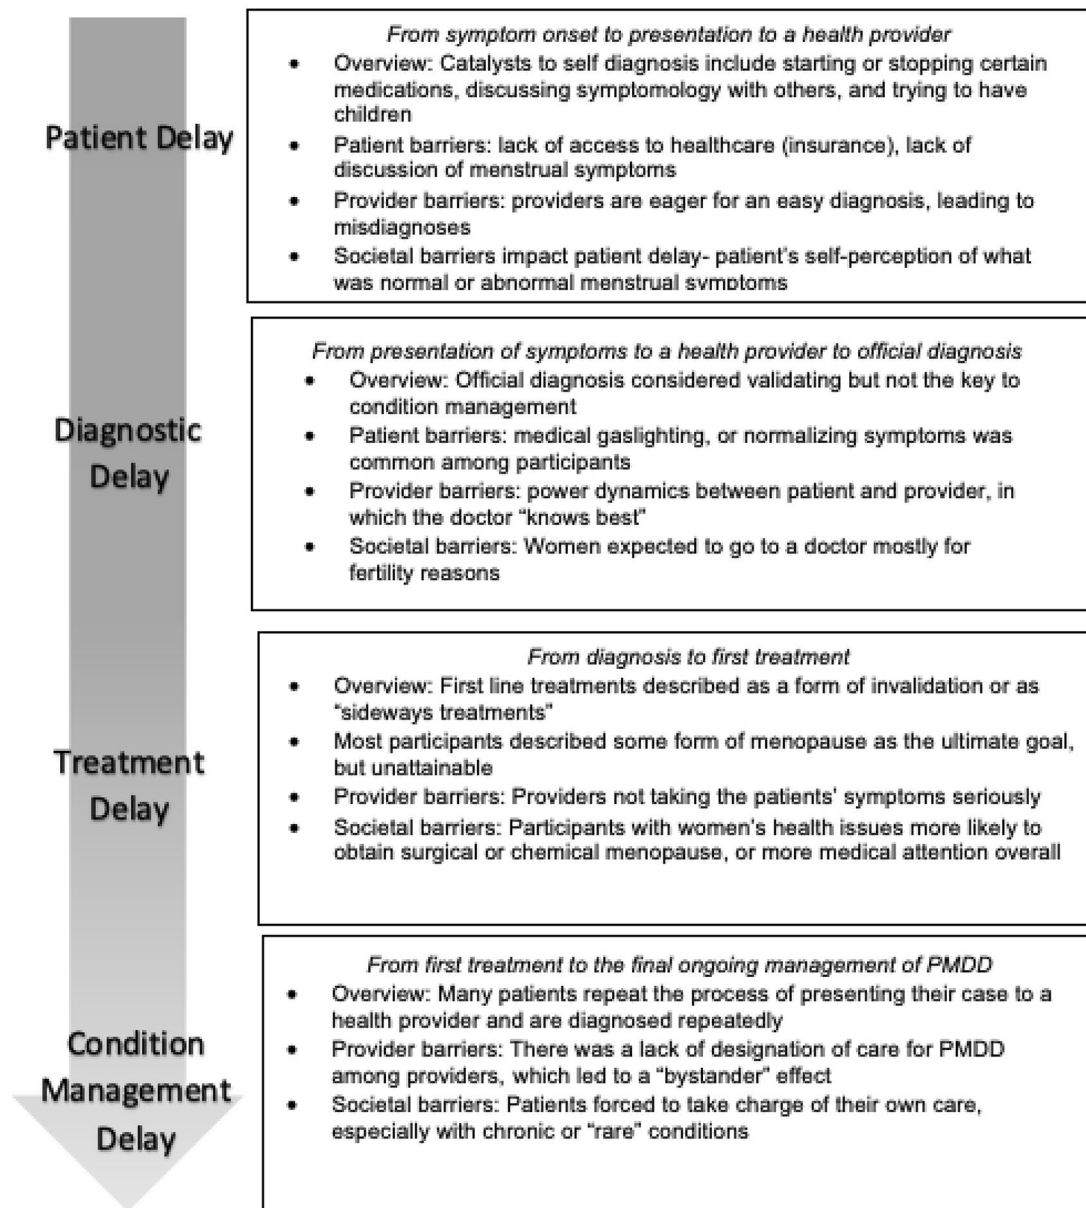 Patient Delay
From symptom onset to presentation to a health provider
• Overview: Catalysts to self diagnosis include starting or stopping certain
medications, discussing symptomology with others, and trying to have
children
• Patient barriers: lack of access to healthcare (insurance), lack of
discussion of menstrual symptoms
• Provider barriers: providers are eager for an easy diagnosis, leading to
misdiagnoses
• Societal barriers impact patient delay- patient's self-perception of what
was normal or abnormal menstrual symptoms
Diagnostic
Delay
From presentation of symptoms to a health provider to official diagnosis
• Overview: Official diagnosis considered validating but not the key to
condition management
• Patient barriers: medical gaslighting, or normalizing symptoms was
common among participants
• Provider barriers: power dynamics between patient and provider, in
which the doctor “knows best”
• Societal barriers: Women expected to go to a doctor mostly for
fertility reasons
Treatment
Delay
From diagnosis to first treatment
• Overview: First line treatments described as a form of invalidation or as
“sideways treatments”
• Most participants described some form of menopause as the ultimate goal,
but unattainable
• Provider barriers: Providers not taking the patients' symptoms seriously
• Societal barriers: Participants with women's health issues more likely to
obtain surgical or chemical menopause, or more medical attention overall
Condition
Management
Delay
From first treatment to the final ongoing management of PMDD
• Overview: Many patients repeat the process of presenting their case to a
health provider and are diagnosed repeatedly
• Provider barriers: There was a lack of designation of care for PMDD
among providers, which led to a “bystander” effect
• Societal barriers: Patients forced to take charge of their own care,
especially with chronic or “rare” conditions